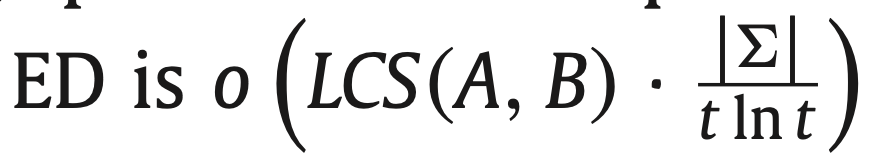 ED is o (LCS(A, B) · |Σ| / t ln t)